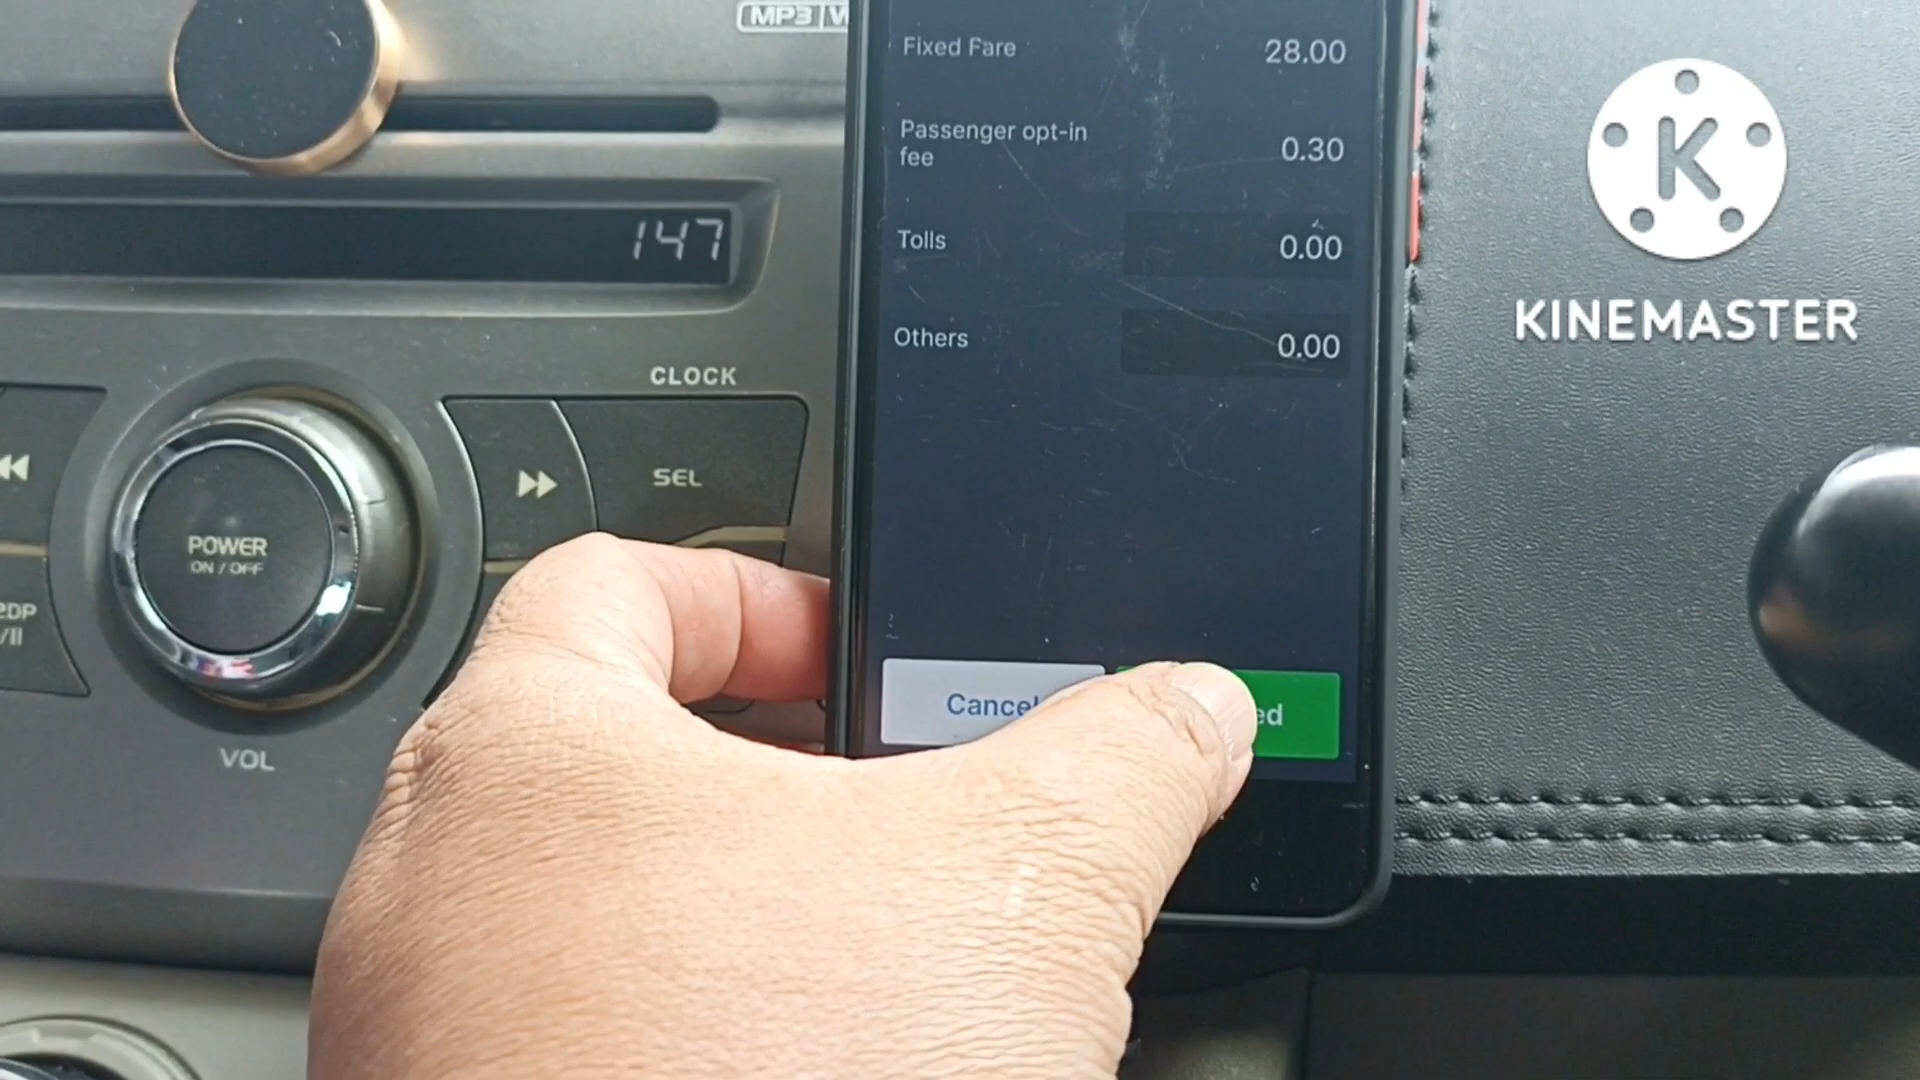 MP3
Fixed Fare 28.00
Passenger opt-in
fee 0.30
Tolls 0.00
Others 0.00
Cancel
147
CLOCK
SEL
POWER
ON / OFF
VOL
K
KINEMASTER